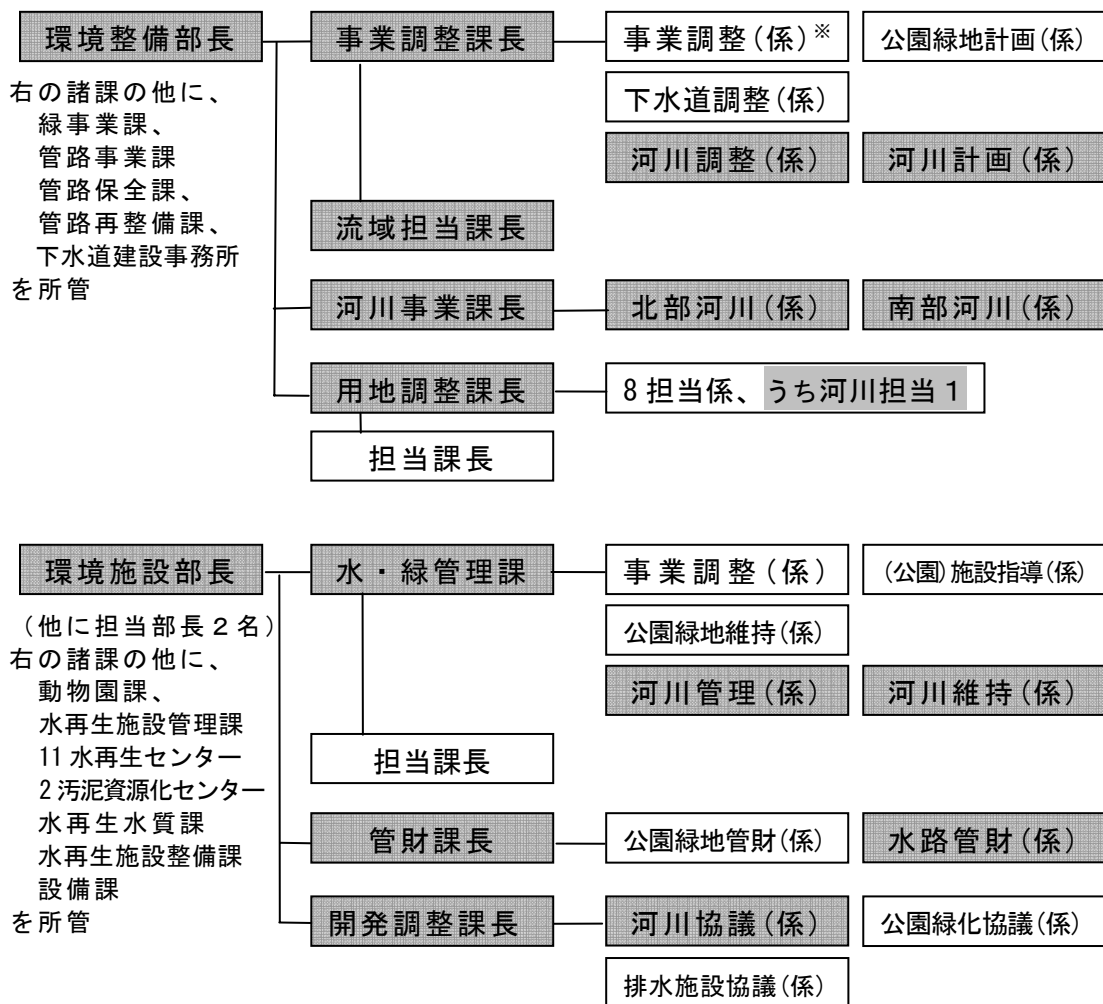 環境整備部長
事業調整課長
事業調整(係)※
公園緑地計画(係)
右の諸課の他に、
緑事業課、
管路事業課
管路保全課、
管路再整備課、
下水道建設事務所
を所管
下水道調整(係)
河川調整(係)
河川計画(係)
流域担当課長
河川事業課長
北部河川(係)
南部河川(係)
用地調整課長
8担当係、うち河川担当1
担当課長
環境施設部長
水・緑管理課
事業調整(係)
(公園)施設指導(係)
(他に担当部長2名)
右の諸課の他に、
動物園課、
水再生施設管理課
11水再生センター
2汚泥資源化センター
水再生水質課
水再生施設整備課
設備課
を所管
公園緑地維持(係)
河川管理(係)
河川維持(係)
担当課長
管財課長
公園緑地管財(係)
水路管財(係)
開発調整課長
河川協議(係)
公園緑化協議(係)
排水施設協議(係)